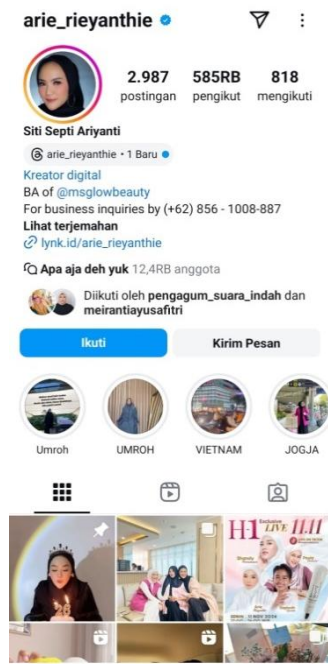 arie_rieyanthie
2.987 585RB 818
postingan pengikut mengikuti
Siti Septi Ariyanti
arie_rieyanthie • 1 Baru
Kreator digital
BA of @msglowbeauty
For business inquiries by (+62) 856 - 1008-887
Lihat terjemahan
lynk.id/arie_rieyanthie
Apa aja deh yuk 12,4RB anggota
Diikuti oleh pengagum_suara_indah dan
meirantiayusafitri
Ikuti Kirim Pesan
Umroh UMROH VIETNAM JOGJA
H-1 Exclusive LIVE 11.11